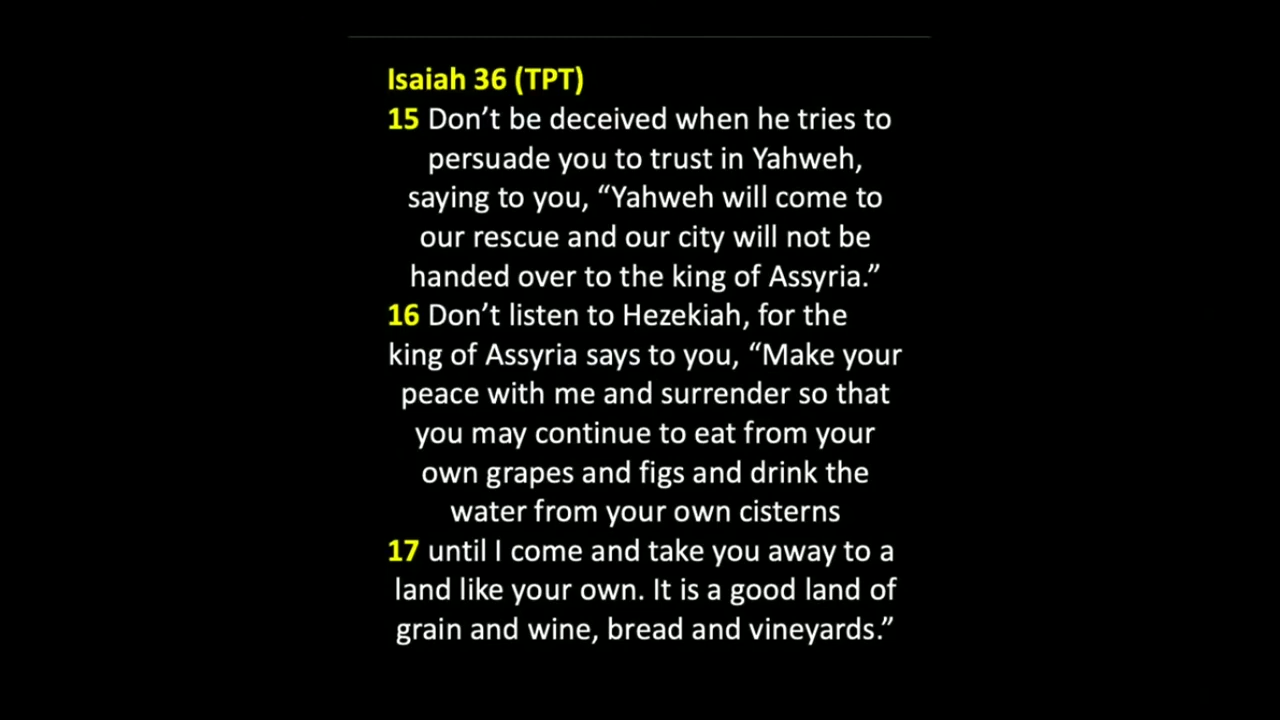 Isaiah 36 (TPT)
15 Don’t be deceived when he tries to
persuade you to trust in Yahweh,
saying to you, “Yahweh will come to
our rescue and our city will not be
handed over to the king of Assyria.”
16 Don’t listen to Hezekiah, for the
king of Assyria says to you, “Make your
peace with me and surrender so that
you may continue to eat from your
own grapes and figs and drink the
water from your own cisterns
17 until I come and take you away to a
land like your own. It is a good land of
grain and wine, bread and vineyards.”